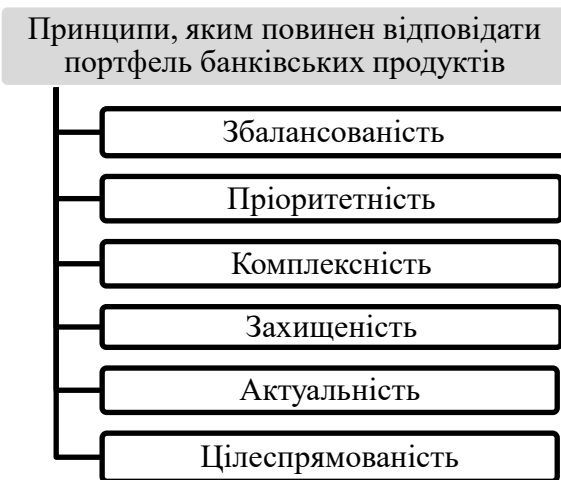 Принципи, яким повинен відповідати
портфель банківських продуктів
Збалансованість
Пріоритетність
Комплексність
Захищеність
Актуальність
Цілеспрямованість